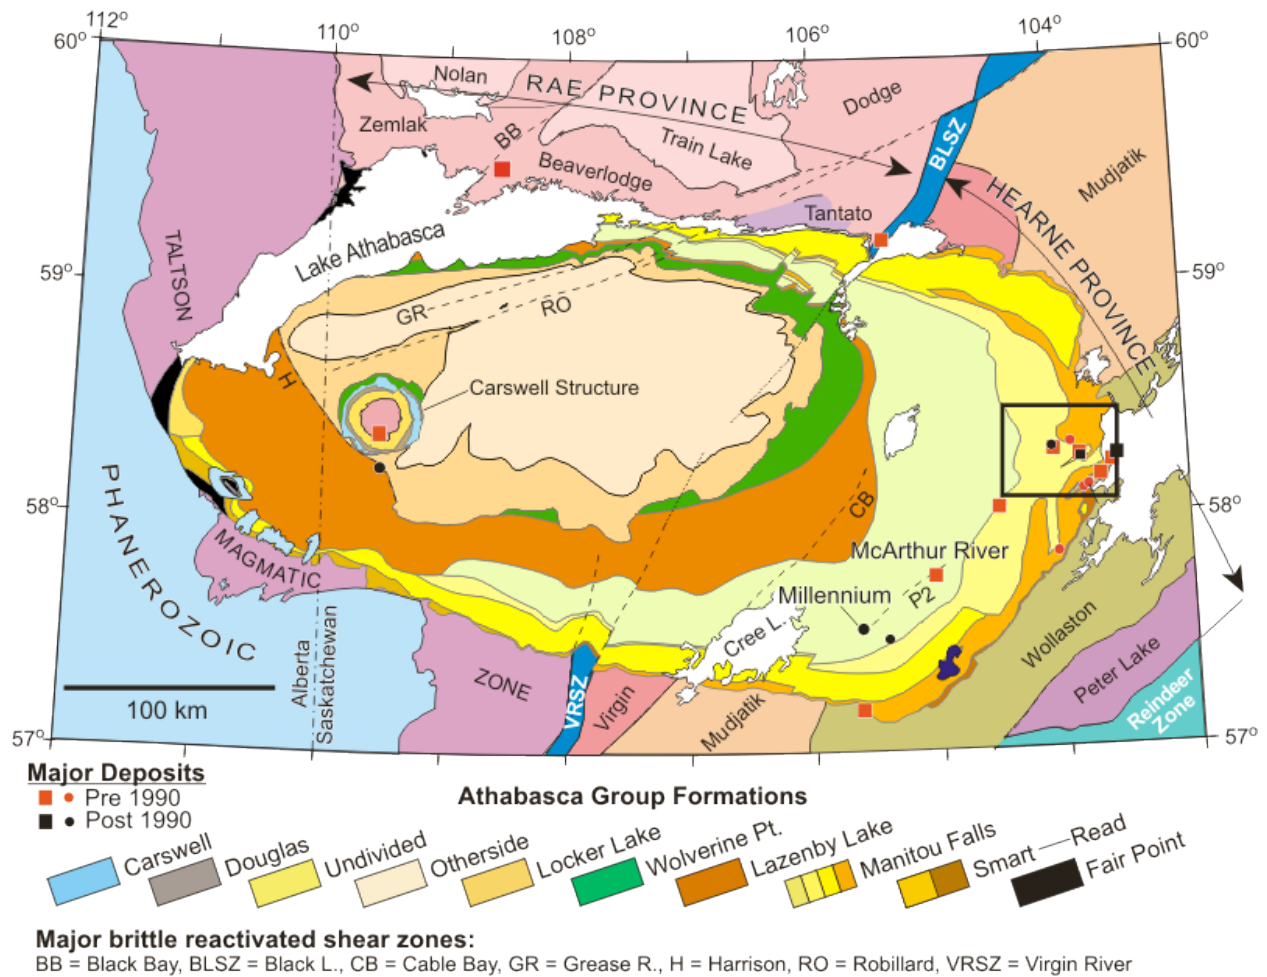 112°
110°
108°
106°
104°
60°
60°
Nolan
RAE PROVINCE
Dodge
Zemlak
BB
Train Lake
BLSZ
Mudjatik
Beaverlodge
HEARNE PROVINCE
Tantato
TALTSON
Lake Athabasca
59°
59°
GR
RO
H
Carswell Structure
PHANEROZOIC
58°
58°
CB
MAGMATIC
McArthur River
Millennium
P2
Cree L.
Wollaston
Alberta
Saskatchewan
ZONE
VRSZ
Virgin
Mudjatik
Peter Lake
Reindeer
Zone
100 km
57°
57°
Major Deposits
Pre 1990
Post 1990
Athabasca Group Formations
Carswell
Douglas
Undivided
Otherside
Locker Lake
Wolverine Pt.
Lazenby Lake
Manitou Falls
Smart — Read
Fair Point
Major brittle reactivated shear zones:
BB = Black Bay, BLSZ = Black L., CB = Cable Bay, GR = Grease R., H = Harrison, RO = Robillard, VRSZ = Virgin River